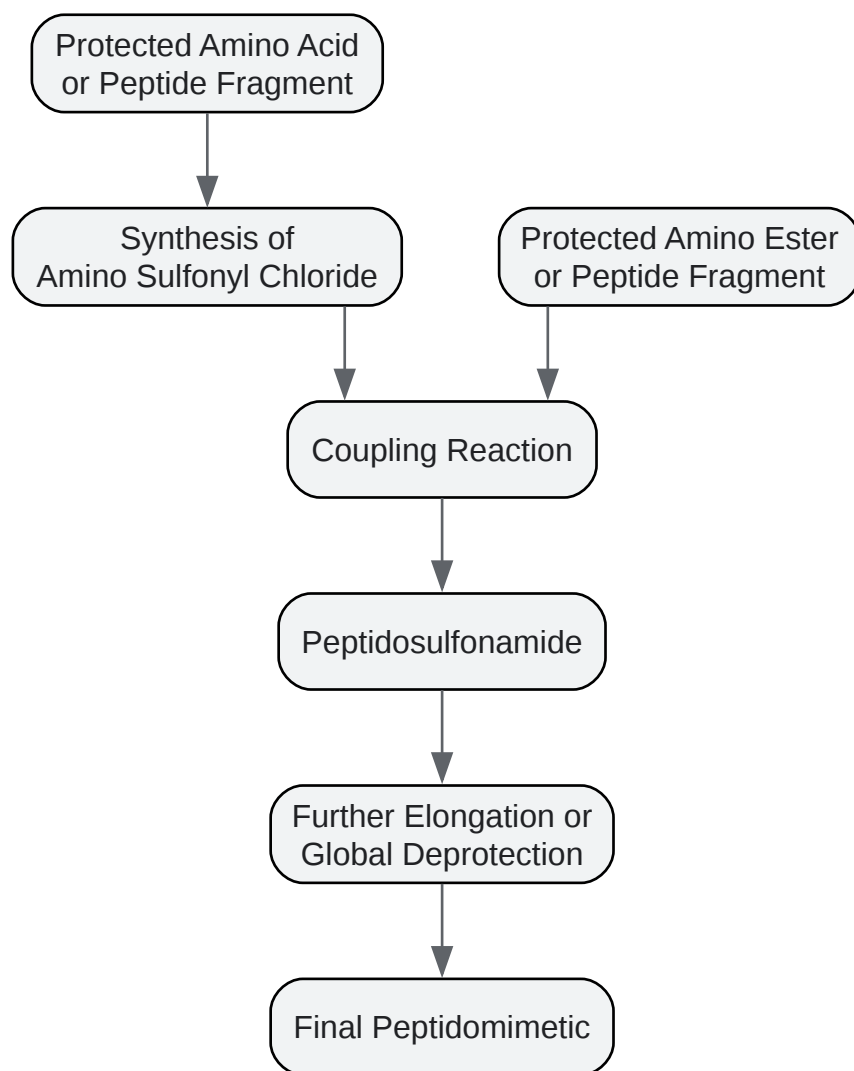 Protected Amino Acid
or Peptide Fragment
Synthesis of
Amino Sulfonyl Chloride
Protected Amino Ester
or Peptide Fragment
Coupling Reaction
Peptidosulfonamide
Further Elongation or
Global Deprotection
Final Peptidomimetic